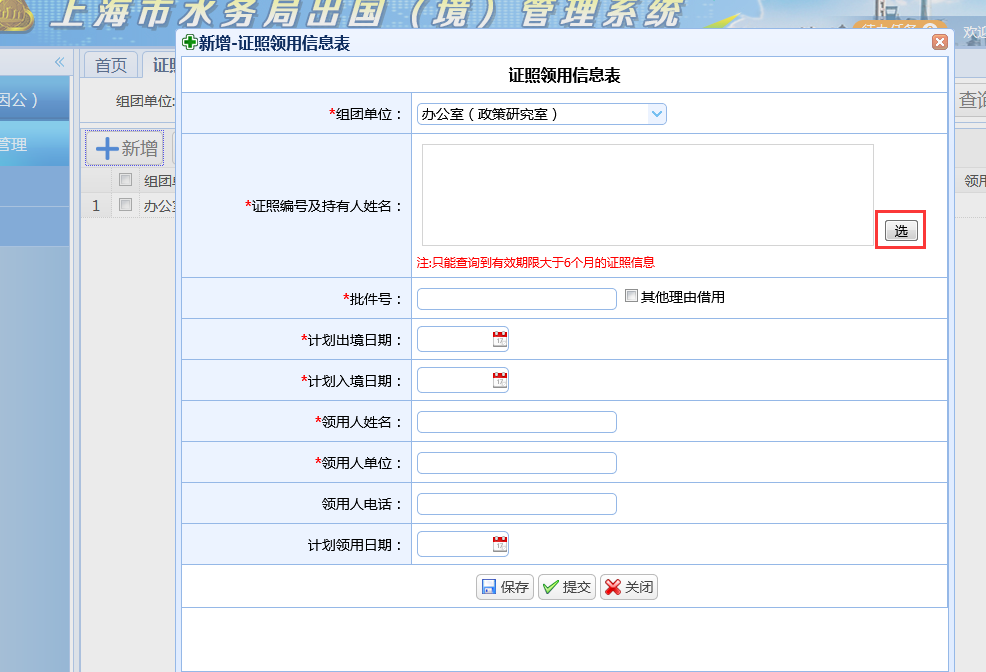 上海市水务局出国（境）管理系统
待办任务
欢迎
首页
证照
因公）
管理
组团单位:
查询
新增
组团单
领用
1 办公室
新增-证照领用信息表
证照领用信息表
*组团单位： 办公室（政策研究室）
*证照编号及持有人姓名：
选
注:只能查询到有效期限大于6个月的证照信息
*批件号： 其他理由借用
*计划出境日期：
*计划入境日期：
*领用人姓名：
*领用人单位：
领用人电话：
计划领用日期：
保存 提交 关闭